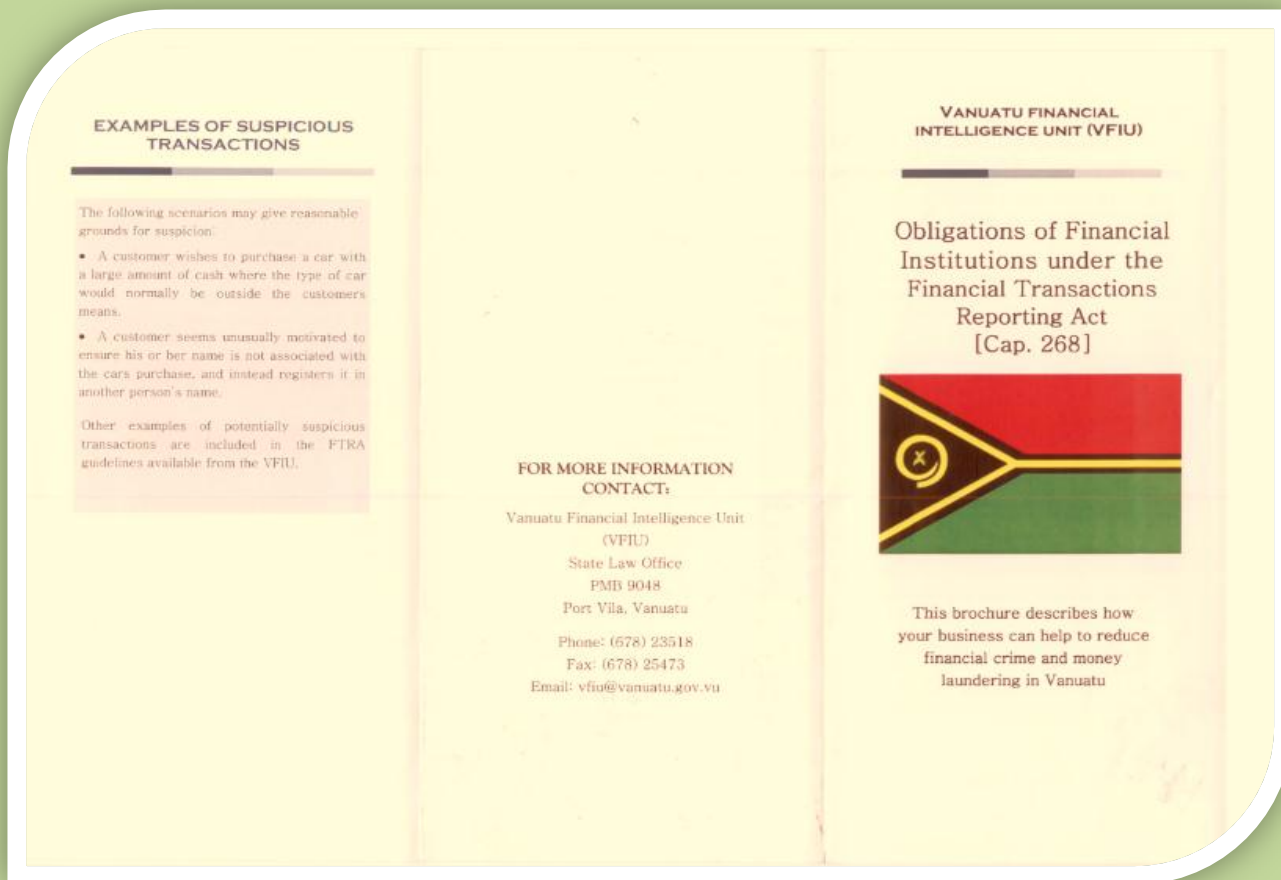 EXAMPLES OF SUSPICIOUS
TRANSACTIONS
The following scenarios may give reasonable
grounds for suspicion:
• A customer wishes to purchase a car with
a large amount of cash where the type of car
would normally be outside the customers
means.
• A customer seems unusually motivated to
ensure his or her name is not associated with
the cars purchase, and instead registers it in
another person's name.
Other examples of potentially suspicious
transactions are included in the FTRA
guidelines available from the VFIU.
FOR MORE INFORMATION
CONTACT:
Vanuatu Financial Intelligence Unit
(VFIU)
State Law Office
PMB 9048
Port Vila, Vanuatu
Phone: (678) 23518
Fax: (678) 25473
Email: vfiu@vanuatu.gov.vu
VANUATU FINANCIAL
INTELLIGENCE UNIT (VFIU)
Obligations of Financial
Institutions under the
Financial Transactions
Reporting Act
[Cap. 268]
This brochure describes how
your business can help to reduce
financial crime and money
laundering in Vanuatu